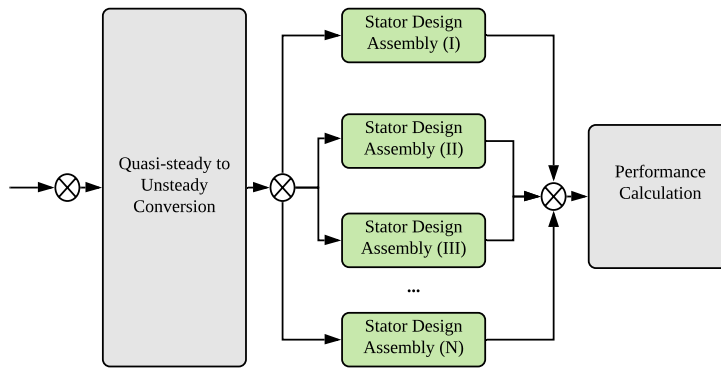 Quasi-steady to
Unsteady
Conversion
Stator Design
Assembly (I)
Stator Design
Assembly (II)
Stator Design
Assembly (III)
...
Stator Design
Assembly (N)
Performance
Calculation